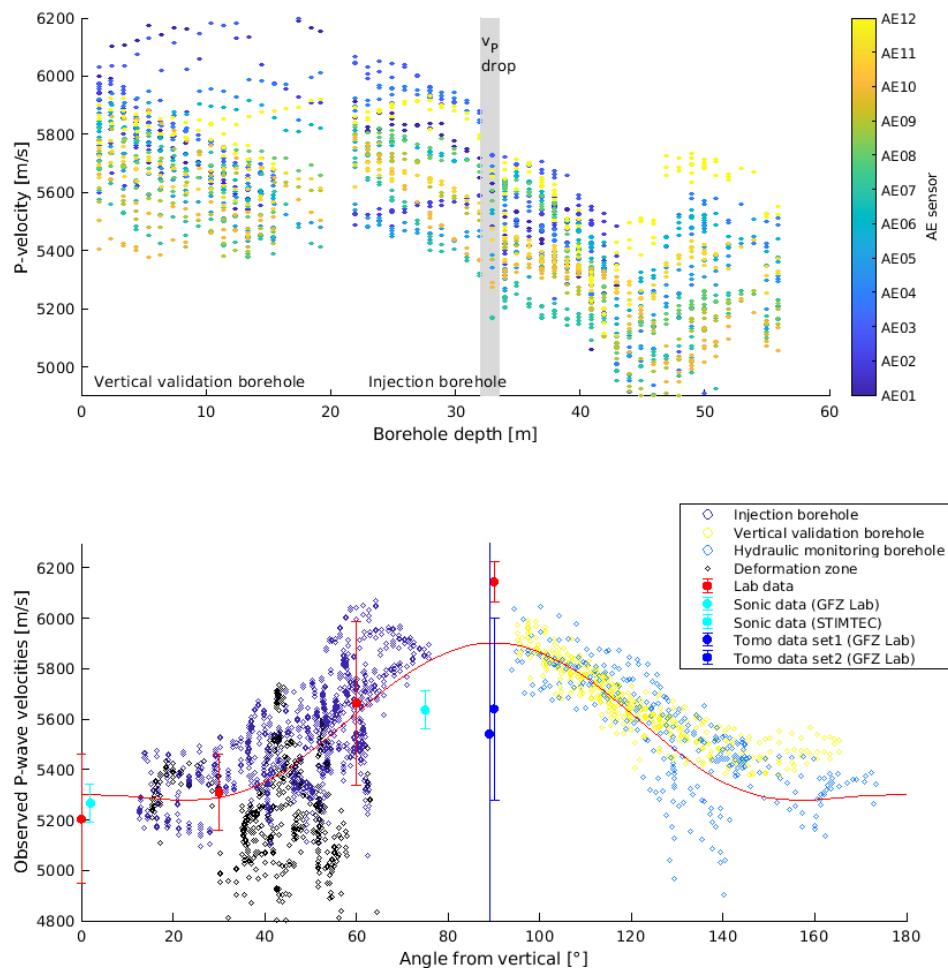 6200
6000
5800
5600
5400
5200
5000
P-velocity [m/s]
v_P
drop
Vertical validation borehole
Injection borehole
0
10
20
30
40
50
60
Borehole depth [m]
AE12
AE11
AE10
AE09
AE08
AE07
AE06
AE05
AE04
AE03
AE02
AE01
AE sensor
Injection borehole
Vertical validation borehole
Hydraulic monitoring borehole
Deformation zone
Lab data
Sonic data (GFZ Lab)
Sonic data (STIMTEC)
Tomo data set1 (GFZ Lab)
Tomo data set2 (GFZ Lab)
6200
6000
5800
5600
5400
5200
5000
4800
Observed P-wave velocities [m/s]
0
20
40
60
80
100
120
140
160
180
Angle from vertical [°]